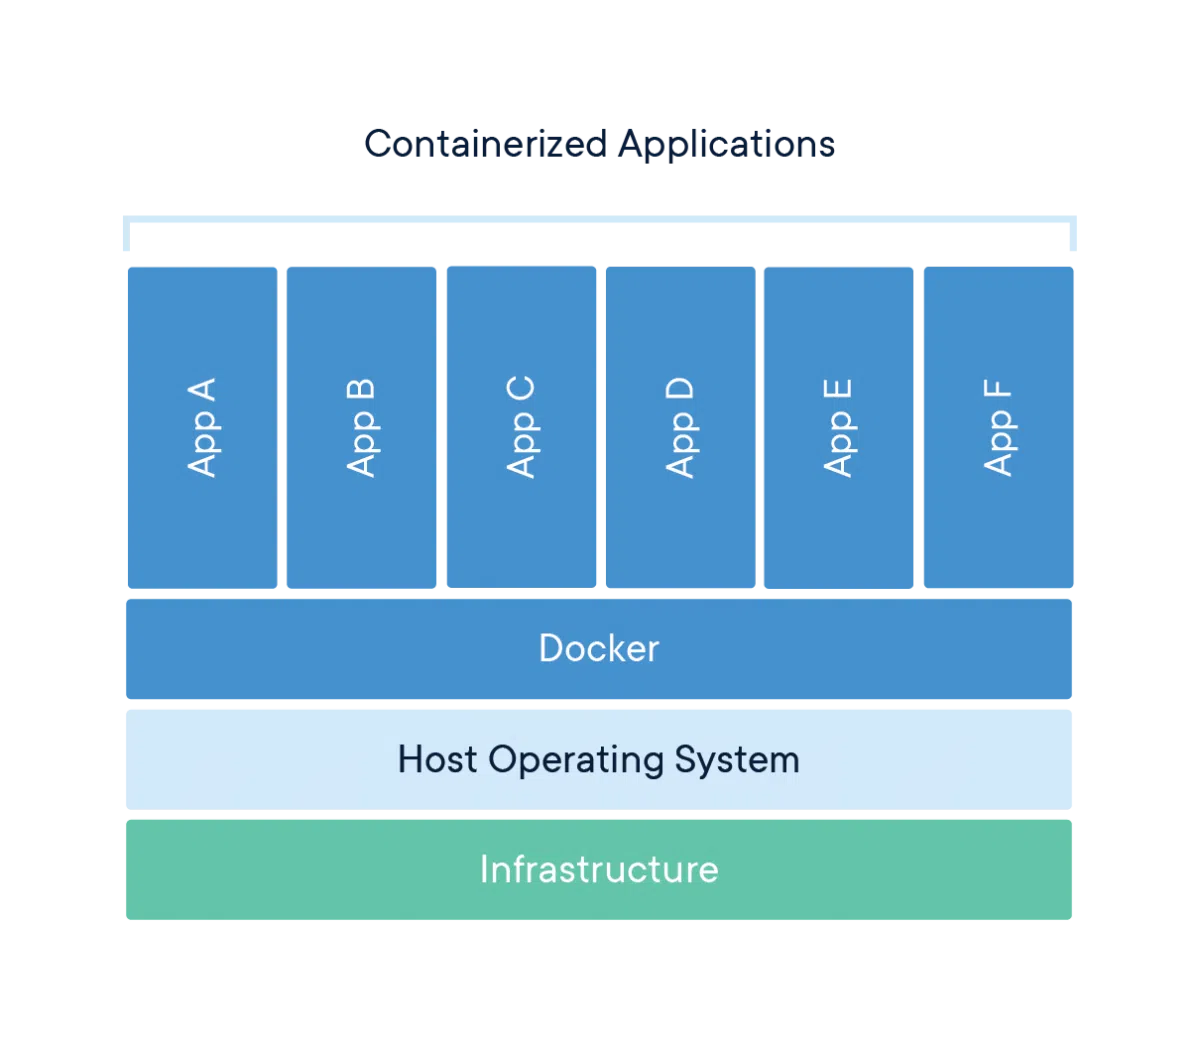 Containerized Applications
App A
App B
App C
App D
App E
App F
Docker
Host Operating System
Infrastructure